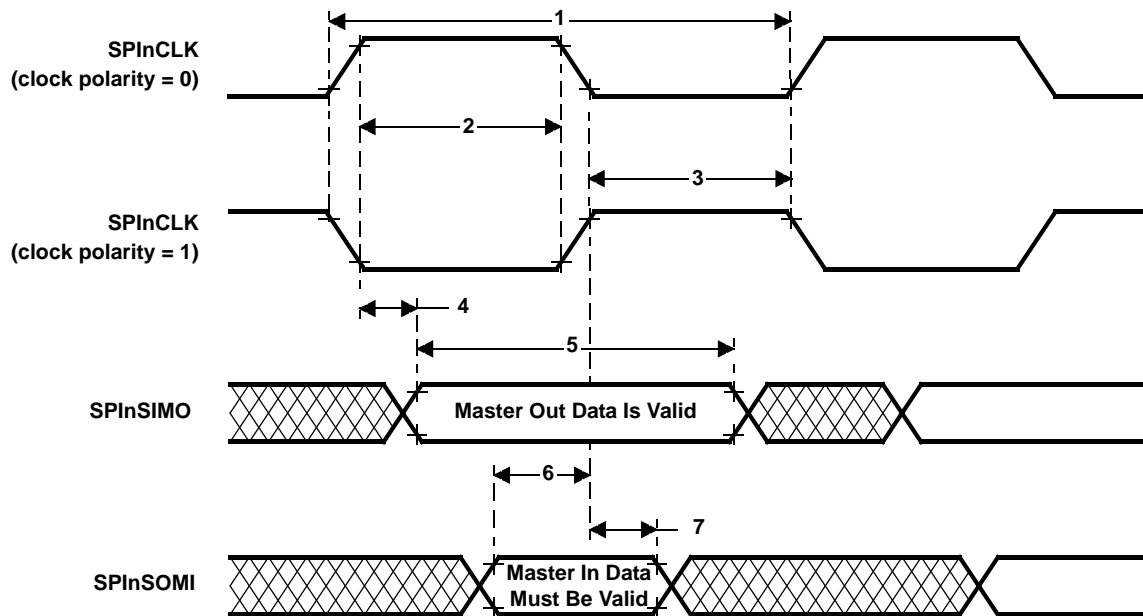 1
SPInCLK
(clock polarity = 0)
2
3
SPInCLK
(clock polarity = 1)
4
5
SPInSIMO
Master Out Data Is Valid
6
7
SPInSOMI
Master In Data
Must Be Valid